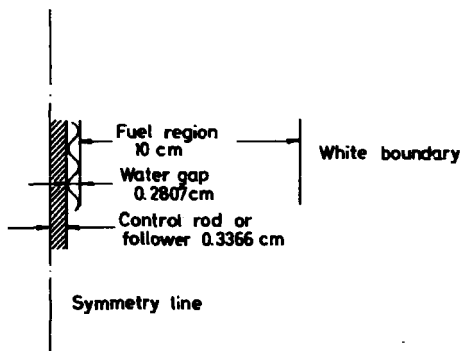 Fuel region
10 cm
White boundary
Water gap
0.2807cm
Control rod or
follower 0.3366 cm
Symmetry line